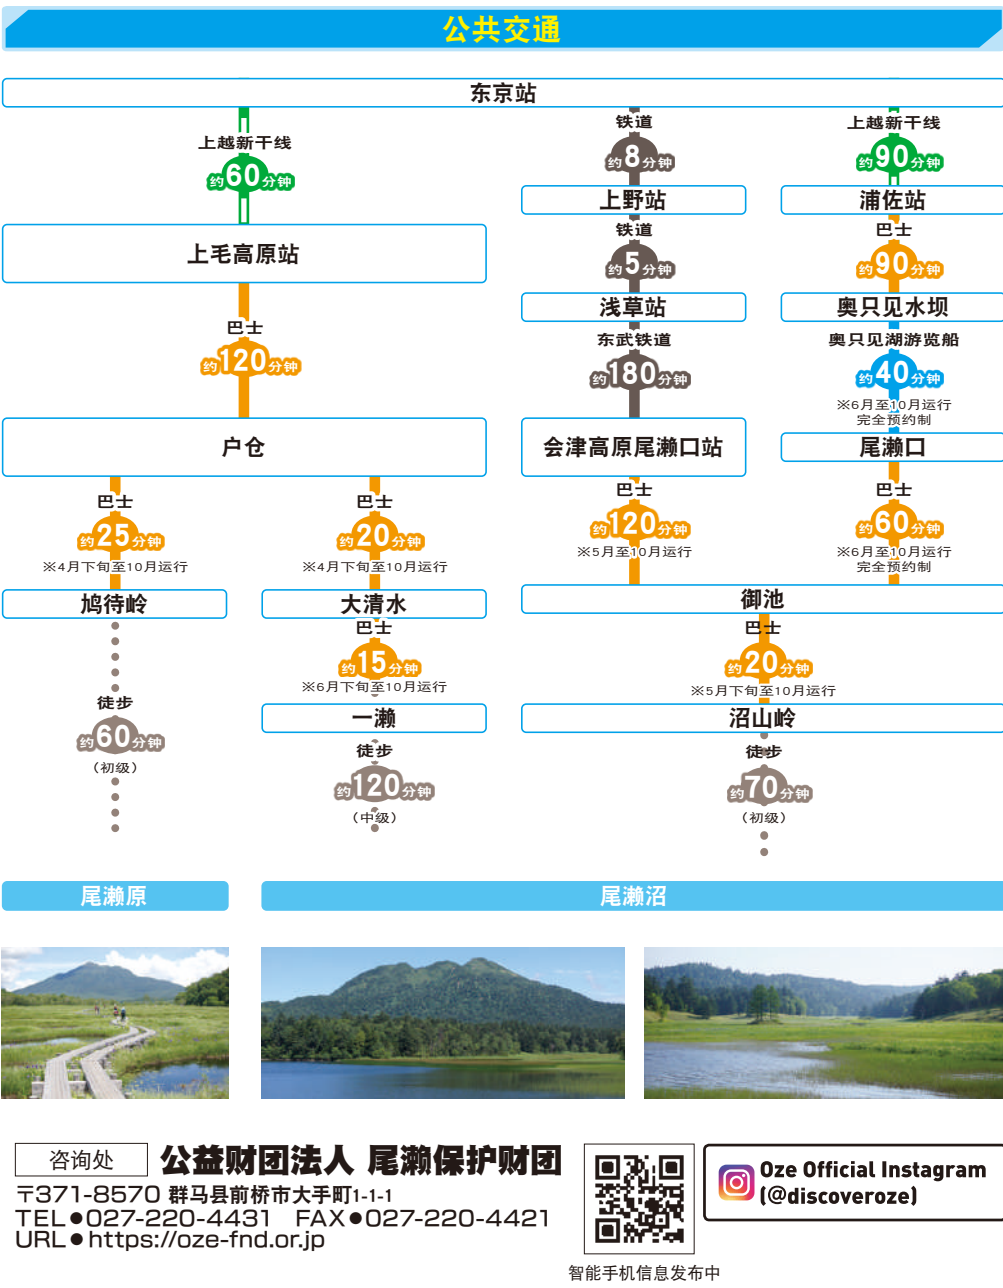 公共交通
东京站
上越新干线
约60分钟
上毛高原站
巴士
约120分钟
户仓
巴士
约25分钟
※4月下旬至10月运行
鸠待岭
徒步
约60分钟
（初级）
巴士
约20分钟
※4月下旬至10月运行
大清水
巴士
约15分钟
※6月下旬至10月运行
一濑
徒步
约120分钟
（中级）
铁道
约8分钟
上野站
铁道
约5分钟
浅草站
东武铁道
约180分钟
会津高原尾濑口站
巴士
约120分钟
※5月至10月运行
上越新干线
约90分钟
浦佐站
巴士
约90分钟
奥只见水坝
奥只见湖游览船
约40分钟
※6月至10月运行
完全预约制
尾濑口
巴士
约60分钟
※6月至10月运行
完全预约制
御池
巴士
约20分钟
※5月下旬至10月运行
沼山岭
徒步
约70分钟
（初级）
尾濑原
尾濑沼
咨询处
公益财团法人 尾濑保护财团
〒371-8570 群马县前桥市大手町1-1-1
TEL●027-220-4431 FAX●027-220-4421
URL●https://oze-fnd.or.jp
智能手机信息发布中
Oze Official Instagram
(@discoveroze)